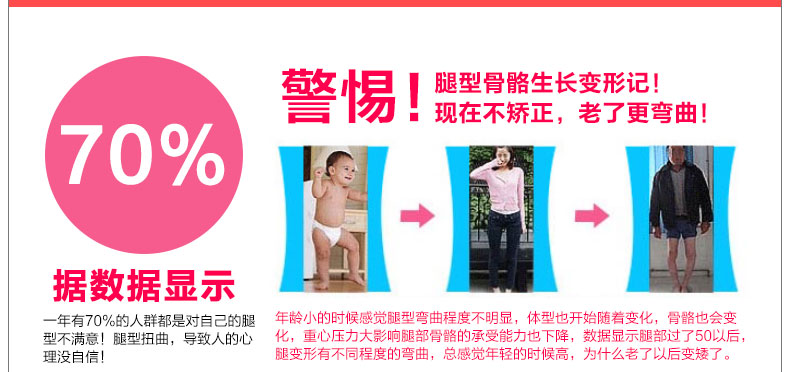 70%
据数据显示
一年有70%的人群都是对自己的腿
型不满意！腿型扭曲，导致人的心
理没自信！
警惕！
腿型骨骼生长变形记！
现在不矫正，老了更弯曲！
年龄小的时候感觉腿型弯曲程度不明显，体型也开始随着变化，骨骼也会变
化，重心压力大影响腿部骨骼的承受能力也下降，数据显示腿部过了50以后，
腿变形有不同程度的弯曲，总感觉年轻的时候高，为什么老了以后变矮了。